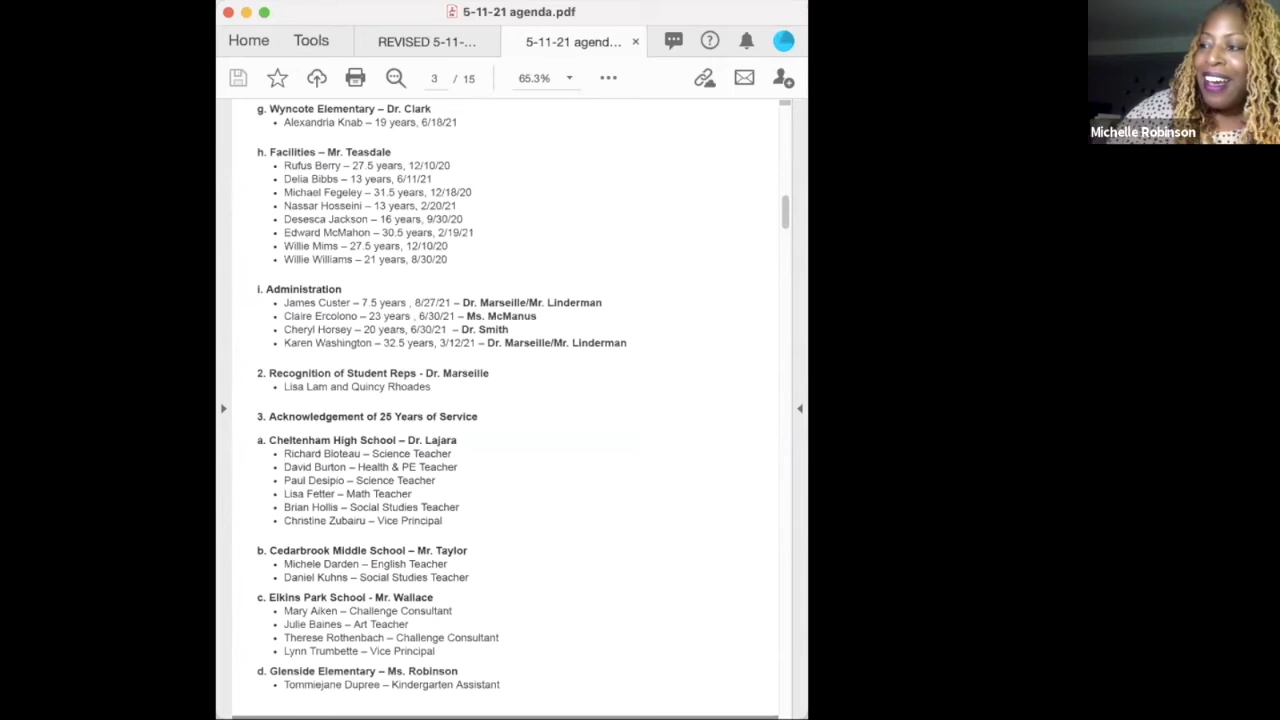 5-11-21 agenda.pdf
Home Tools REVISED 5-11-... 5-11-21 agend... ×
3 / 15 65.3%
g. Wyncote Elementary – Dr. Clark
• Alexandria Knab – 19 years, 6/18/21
h. Facilities – Mr. Teasdale
• Rufus Berry – 27.5 years, 12/10/20
• Delia Bibbs – 13 years, 6/11/21
• Michael Fegeley – 31.5 years, 12/18/20
• Nassar Hosseini – 13 years, 2/20/21
• Desesca Jackson – 16 years, 9/30/20
• Edward McMahon – 30.5 years, 2/19/21
• Willie Mims – 27.5 years, 12/10/20
• Willie Williams – 21 years, 8/30/20
i. Administration
• James Custer – 7.5 years , 8/27/21 – Dr. Marseille/Mr. Linderman
• Claire Ercolono – 23 years , 6/30/21 – Ms. McManus
• Cheryl Horsey – 20 years, 6/30/21 – Dr. Smith
• Karen Washington – 32.5 years, 3/12/21 – Dr. Marseille/Mr. Linderman
2. Recognition of Student Reps - Dr. Marseille
• Lisa Lam and Quincy Rhoades
3. Acknowledgement of 25 Years of Service
a. Cheltenham High School – Dr. Lajara
• Richard Bloteau – Science Teacher
• David Burton – Health & PE Teacher
• Paul Desipio – Science Teacher
• Lisa Fetter – Math Teacher
• Brian Hollis – Social Studies Teacher
• Christine Zubairu – Vice Principal
b. Cedarbrook Middle School – Mr. Taylor
• Michele Darden – English Teacher
• Daniel Kuhns – Social Studies Teacher
c. Elkins Park School - Mr. Wallace
• Mary Aiken – Challenge Consultant
• Julie Baines – Art Teacher
• Therese Rothenbach – Challenge Consultant
• Lynn Trumbette – Vice Principal
d. Glenside Elementary – Ms. Robinson
• Tommiejane Dupree – Kindergarten Assistant
Michelle Robinson